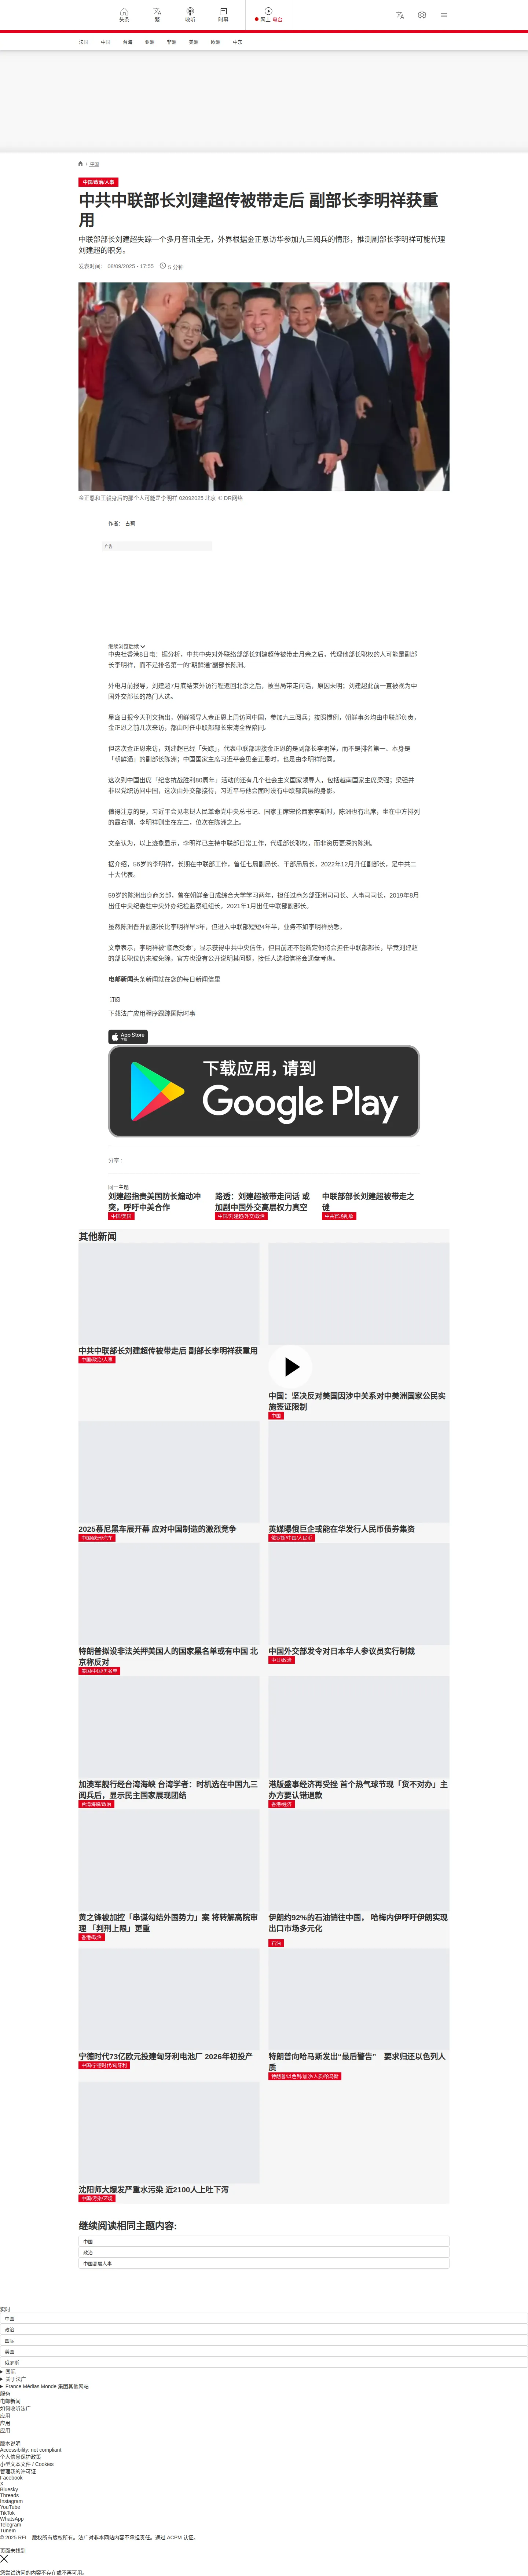 头条
繁
收听
时事
网上 电台
法国
中国
台海
亚洲
非洲
美洲
欧洲
中东
/ 中国
中国/政治/人事
中共中联部长刘建超传被带走后 副部长李明祥获重
用
中联部部长刘建超失踪一个多月音讯全无，外界根据金正恩访华参加九三阅兵的情形，推测副部长李明祥可能代理
刘建超的职务。
发表时间： 08/09/2025 - 17:55
5 分钟
金正恩和王毅身后的那个人可能是李明祥 02092025 北京 © DR网络
作者： 古莉
广告
继续浏览后续
中央社香港8日电：据分析，中共中央对外联络部部长刘建超传被带走月余之后，代理他部长职权的人可能是副部
长李明祥，而不是排名第一的“朝鲜通”副部长陈洲。
外电月前报导，刘建超7月底结束外访行程返回北京之后，被当局带走问话，原因未明；刘建超此前一直被视为中
国外交部长的热门人选。
星岛日报今天刊文指出，朝鲜领导人金正恩上周访问中国，参加九三阅兵；按照惯例，朝鲜事务均由中联部负责，
金正恩之前几次来访，都由时任中联部部长宋涛全程陪同。
但这次金正恩来访，刘建超已经「失踪」，代表中联部迎接金正恩的是副部长李明祥，而不是排名第一、本身是
「朝鲜通」的副部长陈洲；中国国家主席习近平会见金正恩时，也是由李明祥陪同。
这次到中国出席「纪念抗战胜利80周年」活动的还有几个社会主义国家领导人，包括越南国家主席梁强；梁强并
非以党职访问中国，这次由外交部接待，习近平与他会面时没有中联部高层的身影。
值得注意的是，习近平会见老挝人民革命党中央总书记、国家主席宋伦西索李斯时，陈洲也有出席，坐在中方排列
的最右侧，李明祥则坐在左二，位次在陈洲之上。
文章认为，以上迹象显示，李明祥已主持中联部日常工作，代理部长职权，而非资历更深的陈洲。
据介绍，56岁的李明祥，长期在中联部工作，曾任七局副局长、干部局局长，2022年12月升任副部长，是中共二
十大代表。
59岁的陈洲出身商务部，曾在朝鲜金日成综合大学学习两年，担任过商务部亚洲司司长、人事司司长，2019年8月
出任中央纪委驻中央外办纪检监察组组长，2021年1月出任中联部副部长。
虽然陈洲晋升副部长比李明祥早3年，但进入中联部短短4年半，业务不如李明祥熟悉。
文章表示，李明祥被“临危受命”，显示获得中共中央信任，但目前还不能断定他将会担任中联部部长，毕竟刘建超
的部长职位仍未被免除，官方也没有公开说明其问题，接任人选相信将会通盘考虑。
电邮新闻头条新闻就在您的每日新闻信里
订阅
下载法广应用程序跟踪国际时事
App Store
下载应用，请到
Google Play
分享 :
同一主题
刘建超指责美国防长煽动冲
突，呼吁中美合作
中国/美国
路透：刘建超被带走问话 或
加剧中国外交高层权力真空
中国/刘建超/外交/政治
中联部部长刘建超被带走之
谜
中共官场乱象
其他新闻
中共中联部长刘建超传被带走后 副部长李明祥获重用
中国/政治/人事
中国：坚决反对美国因涉中关系对中美洲国家公民实
施签证限制
中国
2025慕尼黑车展开幕 应对中国制造的激烈竞争
中国/欧洲/汽车
英媒曝俄巨企或能在华发行人民币债券集资
俄罗斯/中国/人民币
特朗普拟设非法关押美国人的国家黑名单或有中国 北
京称反对
美国/中国/黑名单
中国外交部发令对日本华人参议员实行制裁
中日/政治
加澳军舰行经台湾海峡 台湾学者：时机选在中国九三
阅兵后，显示民主国家展现团结
台湾海峡/政治
港版盛事经济再受挫 首个热气球节现「货不对办」主
办方要认错退款
香港/经济
黄之锋被加控「串谋勾结外国势力」案 将转解高院审
理 「判刑上限」更重
香港/政治
伊朗约92%的石油销往中国， 哈梅内伊呼吁伊朗实现
出口市场多元化
石油
宁德时代73亿欧元投建匈牙利电池厂 2026年初投产
中国/宁德时代/匈牙利
特朗普向哈马斯发出“最后警告” 要求归还以色列人
质
特朗普/以色列/加沙/人质/哈马斯
沈阳师大爆发严重水污染 近2100人上吐下泻
中国/污染/环境
继续阅读相同主题内容:
中国
政治
中国高层人事
实时
中国
政治
国际
美国
俄罗斯
国际
关于法广
France Médias Monde 集团其他网站
服务
电邮新闻
如何收听法广
应用
应用
应用
版本说明
Accessibility: not compliant
个人信息保护政策
小型文本文件 / Cookies
管理我的许可证
Facebook
X
Bluesky
Threads
Instagram
YouTube
TikTok
WhatsApp
Telegram
TuneIn
© 2025 RFI – 版权所有版权所有。法广对非本网站内容不承担责任。通过 ACPM 认证。
页面未找到
您尝试访问的内容不存在或不再可用。